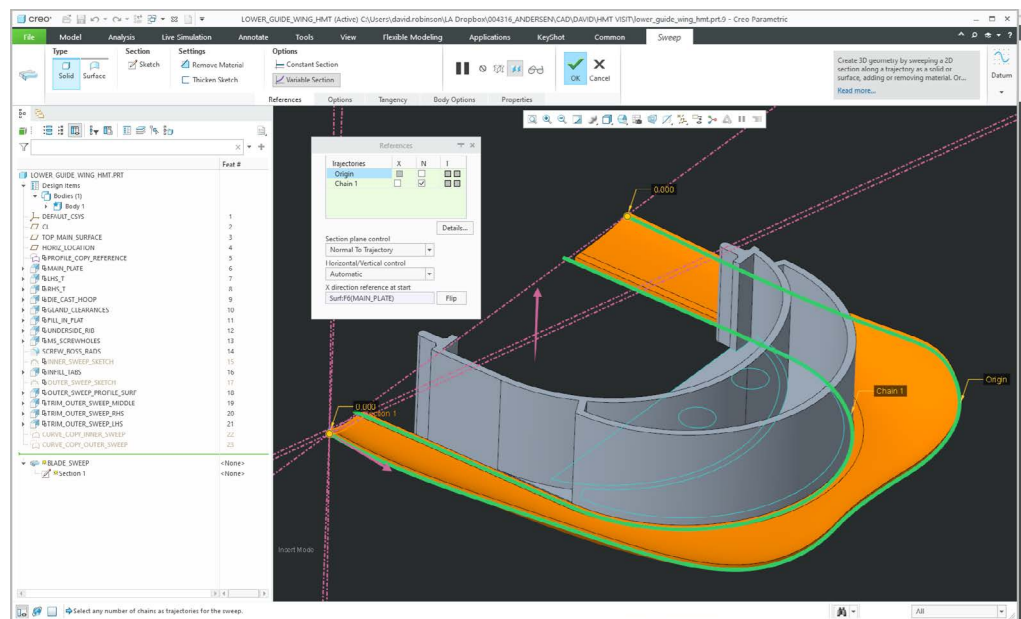 creo°
LOWER_GUIDE_WING_HMT (Active) C:\Users\david.robinson\LA Dropbox\004316_ANDERSEN\CAD\DAVID\HMT VISIT\lower_guide_wing_hmt.prt.9 - Creo Parametric
File Model Analysis Live Simulation Annotate Tools View Flexible Modeling Applications KeyShot Common Sweep
Type Section Settings Options
Solid Surface Sketch Remove Material Thicken Sketch Constant Section Variable Section
OK Cancel
Create 3D geometry by sweeping a 2D
section along a trajectory as a solid or
surface, adding or removing material. Or...
Read more...
Datum
References Options Tangency Body Options Properties
Feat #
LOWER_GUIDE_WING_HMT.PRT
Design Items
Bodies (1)
Body 1
DEFAULT_CSYS 1
CL 2
TOP_MAIN_SURFACE 3
HORIZ_LOCATION 4
PROFILE_COPY_REFERENCE 5
MAIN_PLATE 6
LHS_T 7
RHS_T 8
DIE_CAST_HOOP 9
GLAND_CLEARANCES 10
FILL_IN_FLAT 11
UNDERSIDE_RIB 12
MS_SCREWHOLES 13
SCREW_BOSS_RADS 14
INNER_SWEEP_SKETCH 15
INFILL_TABS 16
OUTER_SWEEP_SKETCH 17
OUTER_SWEEP_PROFILE_SURF 18
TRIM_OUTER_SWEEP_MIDDLE 19
TRIM_OUTER_SWEEP_RHS 20
TRIM_OUTER_SWEEP_LHS 21
CURVE_COPY_INNER_SWEEP 22
CURVE_COPY_OUTER_SWEEP 23
BLADE_SWEEP <None>
Section 1 <None>
References
Trajectories X N T
Origin
Chain 1
Details...
Section plane control
Normal To Trajectory
Horizontal/Vertical control
Automatic
X direction reference at start
Surf:F6(MAIN_PLATE) Flip
0.000
Origin
Chain 1
0.000
Section 1
Insert Mode
Select any number of chains as trajectories for the sweep.
All